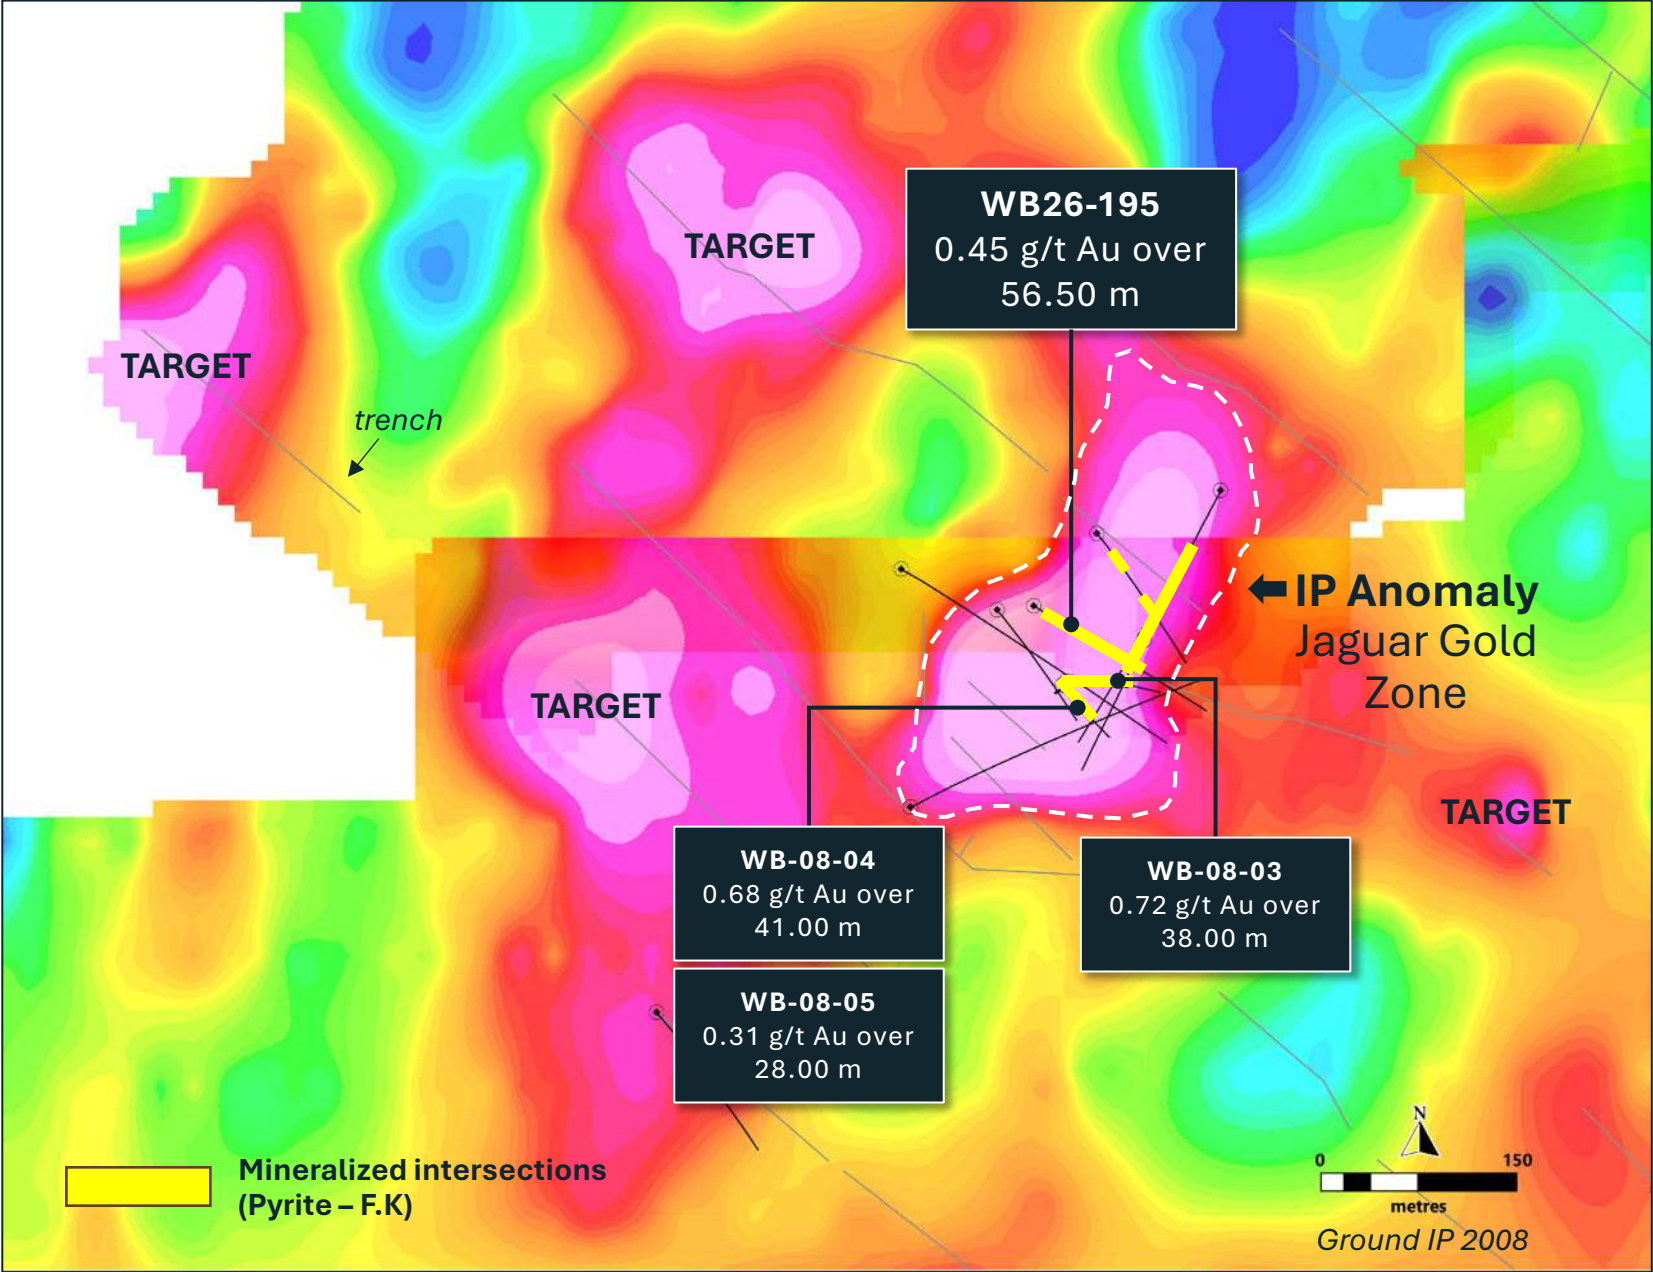 WB26-195
0.45 g/t Au over
56.50 m
TARGET
TARGET
trench
IP Anomaly
Jaguar Gold
Zone
TARGET
TARGET
WB-08-04
0.68 g/t Au over
41.00 m
WB-08-03
0.72 g/t Au over
38.00 m
WB-08-05
0.31 g/t Au over
28.00 m
Mineralized intersections
(Pyrite – F.K)
N
0 150
metres
Ground IP 2008